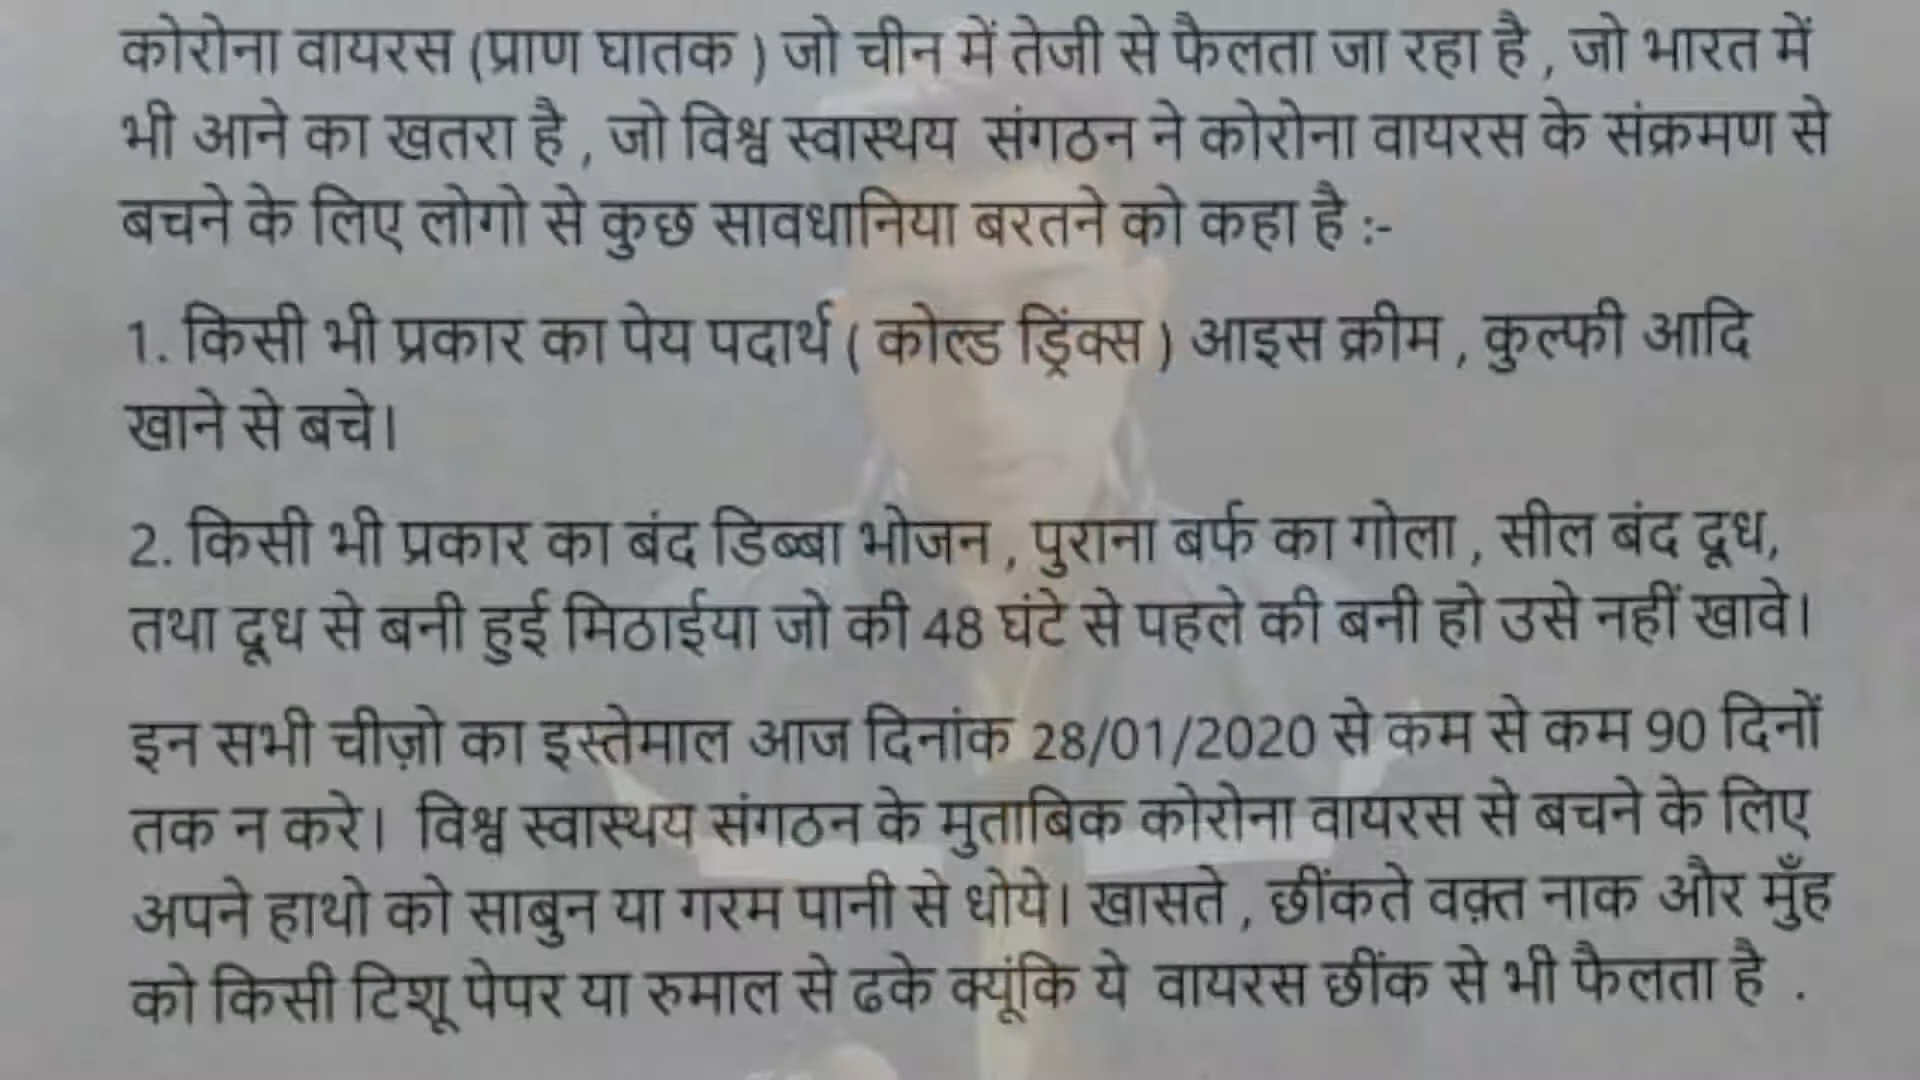 कोरोना वायरस (प्राण घातक ) जो चीन में तेजी से फैलता जा रहा है , जो भारत में
भी आने का खतरा है , जो विश्व स्वास्थय संगठन ने कोरोना वायरस के संक्रमण से
बचने के लिए लोगो से कुछ सावधानिया बरतने को कहा है :-
1. किसी भी प्रकार का पेय पदार्थ ( कोल्ड ड्रिंक्स ) आइस क्रीम , कुल्फी आदि
खाने से बचे।
2. किसी भी प्रकार का बंद डिब्बा भोजन , पुराना बर्फ का गोला , सील बंद दूध,
तथा दूध से बनी हुई मिठाईया जो की 48 घंटे से पहले की बनी हो उसे नहीं खावे।
इन सभी चीज़ो का इस्तेमाल आज दिनांक 28/01/2020 से कम से कम 90 दिनों
तक न करे। विश्व स्वास्थय संगठन के मुताबिक कोरोना वायरस से बचने के लिए
अपने हाथो को साबुन या गरम पानी से धोये। खासते , छींकते वक़्त नाक और मुँह
को किसी टिशू पेपर या रुमाल से ढके क्यूंकि ये वायरस छींक से भी फैलता है .